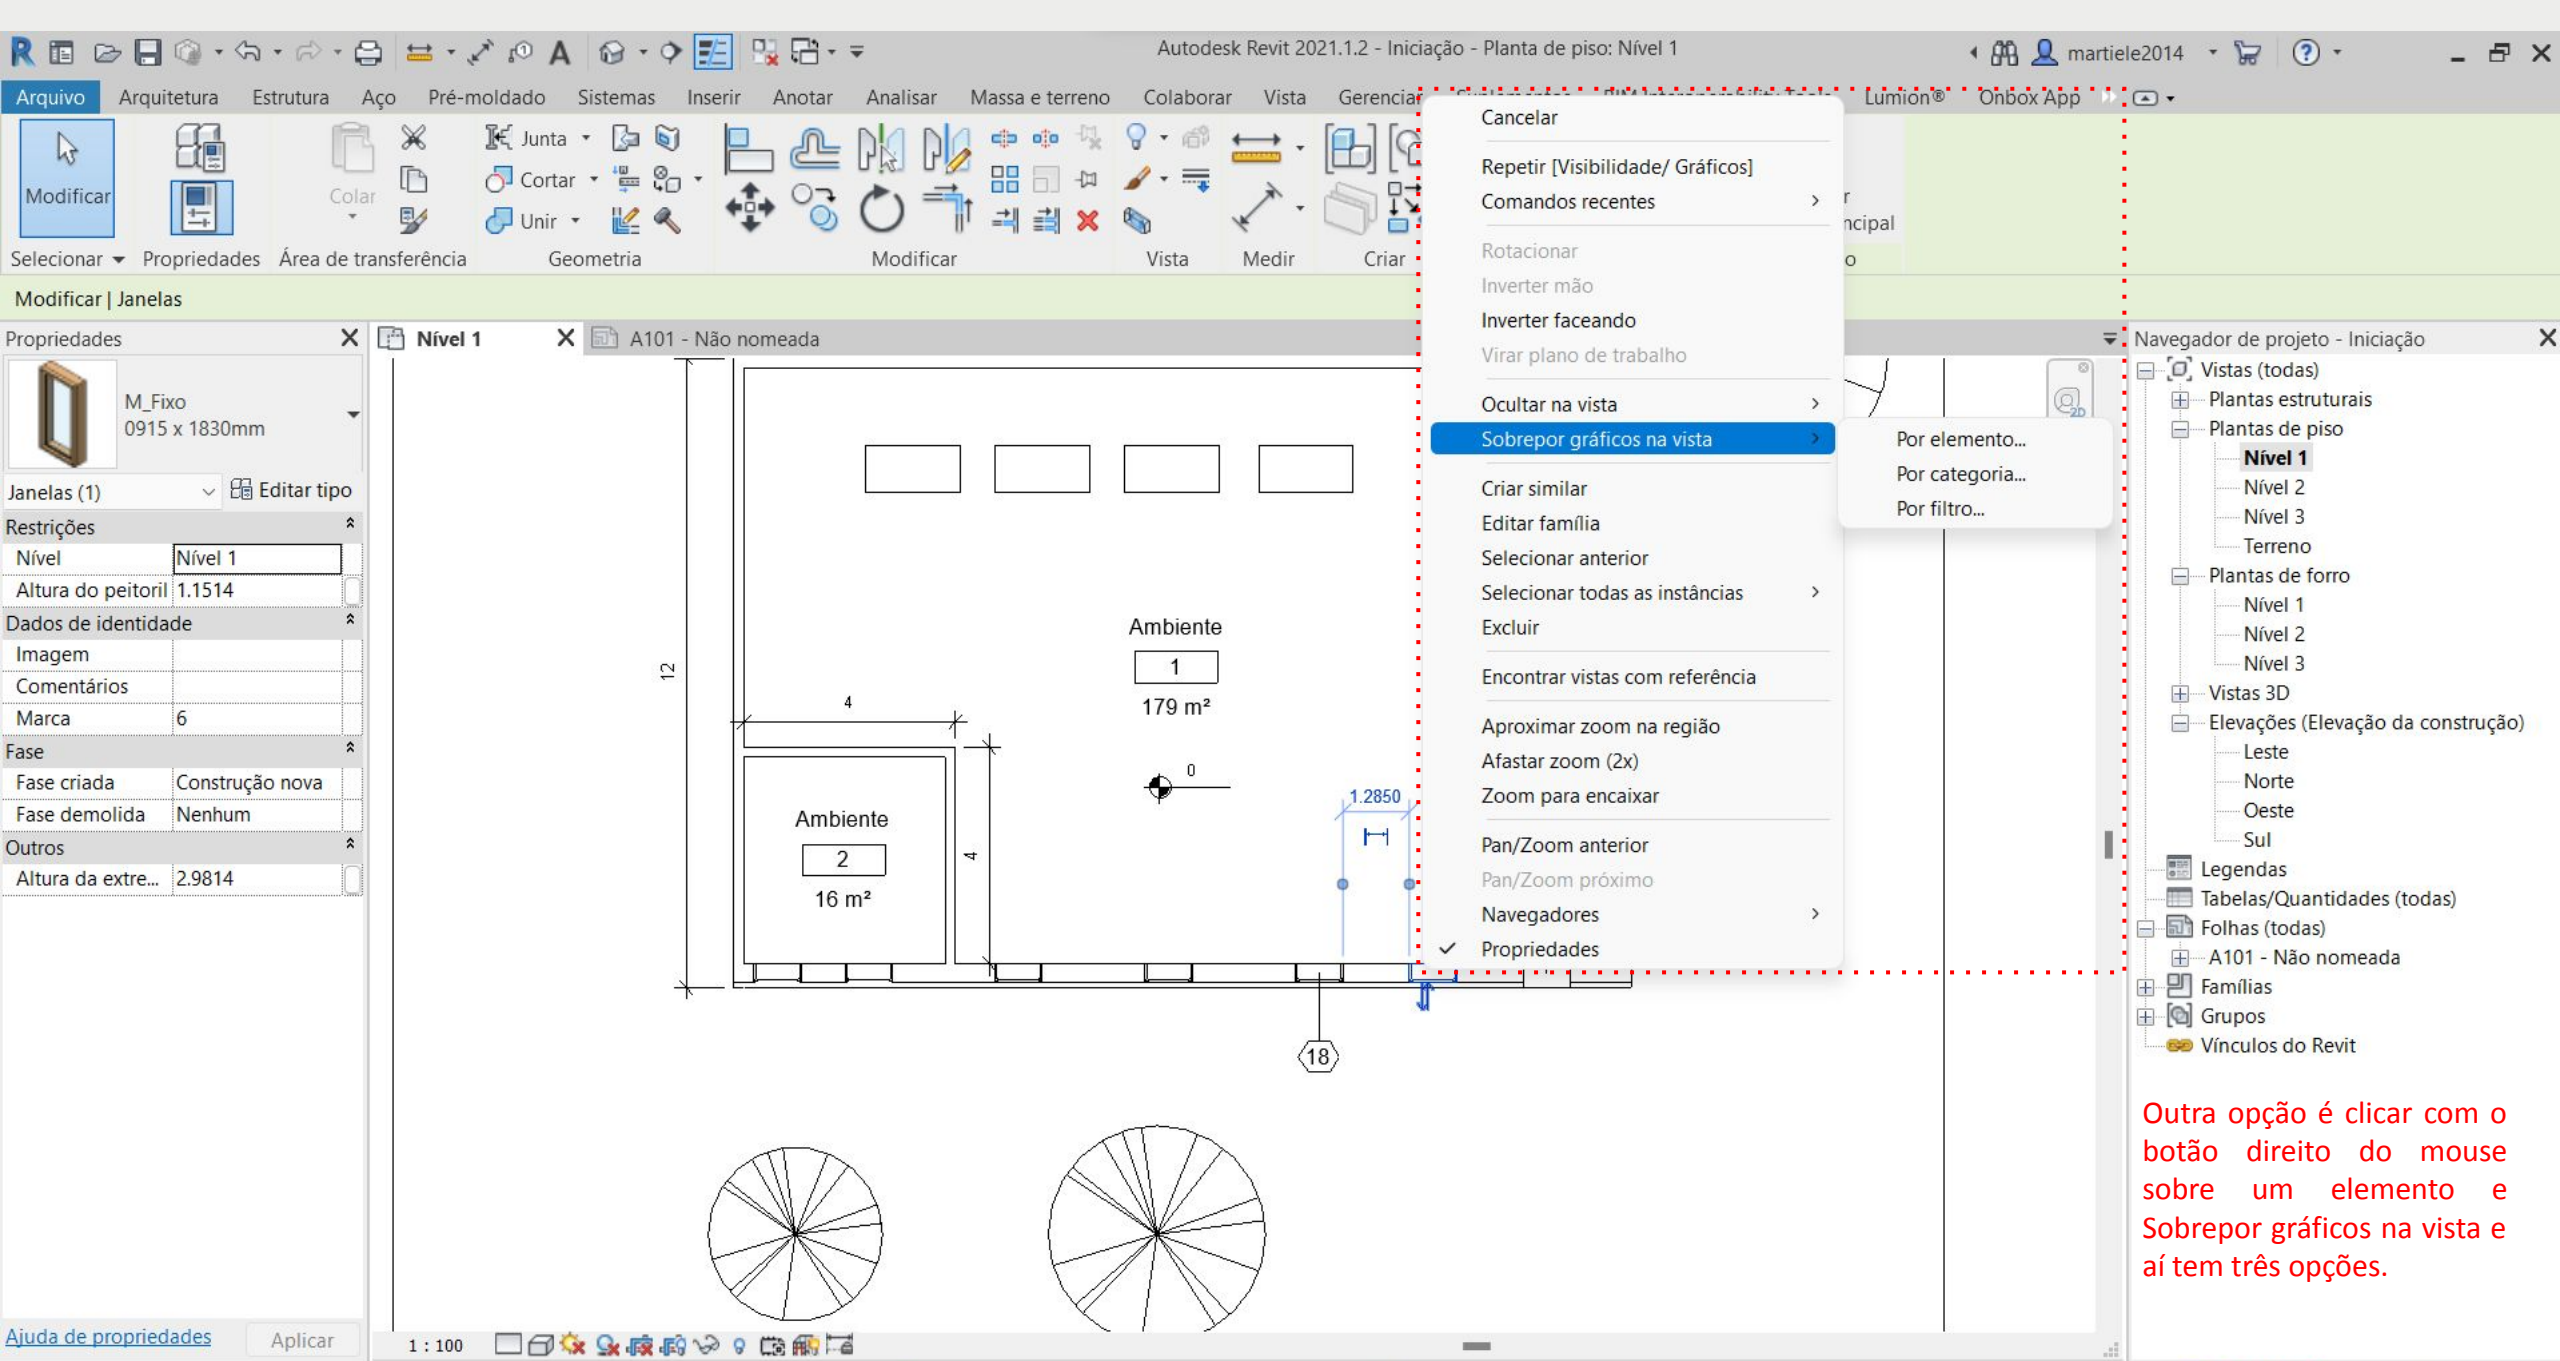 Autodesk Revit 2021.1.2 - Iniciação - Planta de piso: Nível 1
martiele2014
Arquivo Arquitetura Estrutura Aço Pré-moldado Sistemas Inserir Anotar Analisar Massa e terreno Colaborar Vista Gerenciar Lumion® Onbox App
Modificar
Colar
Junta
Cortar
Unir
Selecionar Propriedades Área de transferência Geometria Modificar Vista Medir Criar
Modificar | Janelas
Propriedades
M_Fixo
0915 x 1830mm
Janelas (1) Editar tipo
Restrições
Nível Nível 1
Altura do peitoril 1.1514
Dados de identidade
Imagem
Comentários
Marca 6
Fase
Fase criada Construção nova
Fase demolida Nenhum
Outros
Altura da extre... 2.9814
Ajuda de propriedades Aplicar
Nível 1
A101 - Não nomeada
12
4
4
Ambiente
1
179 m²
0
Ambiente
2
16 m²
1.2850
18
1 : 100
Cancelar
Repetir [Visibilidade/ Gráficos]
Comandos recentes
Rotacionar
Inverter mão
Inverter faceando
Virar plano de trabalho
Ocultar na vista
Sobrepor gráficos na vista
Criar similar
Editar família
Selecionar anterior
Selecionar todas as instâncias
Excluir
Encontrar vistas com referência
Aproximar zoom na região
Afastar zoom (2x)
Zoom para encaixar
Pan/Zoom anterior
Pan/Zoom próximo
Navegadores
Propriedades
Por elemento...
Por categoria...
Por filtro...
2D
Navegador de projeto - Iniciação
Vistas (todas)
Plantas estruturais
Plantas de piso
Nível 1
Nível 2
Nível 3
Terreno
Plantas de forro
Nível 1
Nível 2
Nível 3
Vistas 3D
Elevações (Elevação da construção)
Leste
Norte
Oeste
Sul
Legendas
Tabelas/Quantidades (todas)
Folhas (todas)
A101 - Não nomeada
Famílias
Grupos
Vínculos do Revit
Outra opção é clicar com o
botão direito do mouse
sobre um elemento e
Sobrepor gráficos na vista e
aí tem três opções.